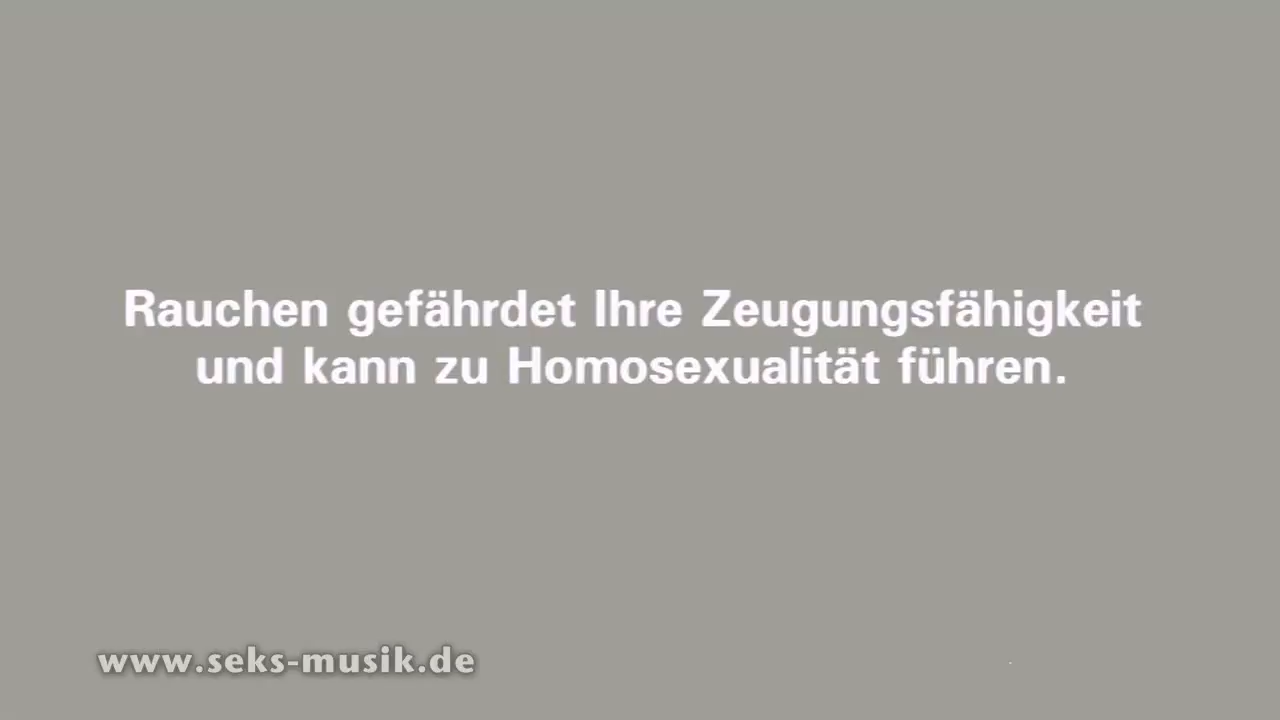 Rauchen gefährdet Ihre Zeugungsfähigkeit
und kann zu Homosexualität führen.
www.seks-musik.de